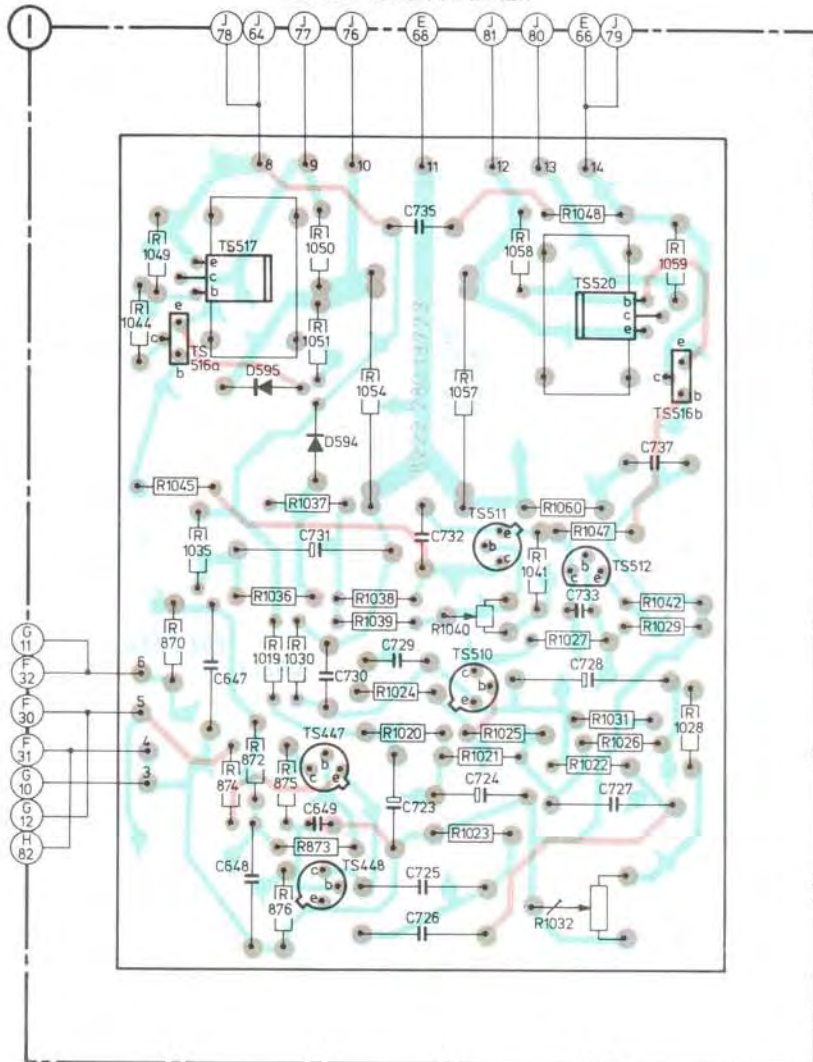 I
J 78
J 64
J 77
J 76
E 68
J 81
J 80
E 66
J 79
8 9 10 11 12 13 14
C735
R1048
R 1049
TS517
e
c
b
R 1050
R 1058
TS520
b
c
e
R 1059
R 1044
e
c
b
TS 516a
R 1051
D595
R 1054
R 1057
e
c
b
TS516b
D594
C737
R1045
R1037
TS511
e
b
c
R1060
R1047
R 1035
C731
C732
R 1041
b
c
e
TS512
R1036
R1038
C733
R1042
R1039
R1040
R1029
R1027
G 11
F 32
6
R 870
C647
R 1019
R 1030
C730
C729
TS510
c
b
e
C728
R1024
F 30
5
R1031
R 1028
F 31
4
R 872
TS447
b
c
e
R1020
R1025
R1026
R1021
R1022
G 10
3
R 874
R 875
C724
G 12
C649
C723
C727
H 82
R873
R1023
C648
TS448
c
b
e
R 876
C725
C726
R1032